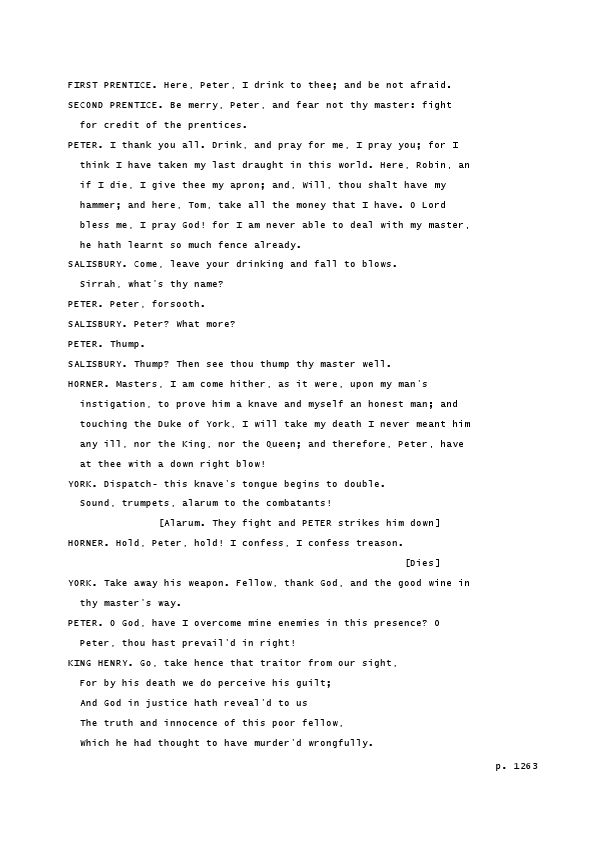 FIRST PRENTICE. Here, Peter, I drink to thee; and be not afraid.
SECOND PRENTICE. Be merry, Peter, and fear not thy master: fight
for credit of the prentices.
PETER. I thank you all. Drink, and pray for me, I pray you; for I
think I have taken my last draught in this world. Here, Robin, an
if I die, I give thee my apron; and, Will, thou shalt have my
hammer; and here, Tom, take all the money that I have. O Lord
bless me, I pray God! for I am never able to deal with my master,
he hath learnt so much fence already.
SALISBURY. Come, leave your drinking and fall to blows.
Sirrah, what's thy name?
PETER. Peter, forsooth.
SALISBURY. Peter? What more?
PETER. Thump.
SALISBURY. Thump? Then see thou thump thy master well.
HORNER. Masters, I am come hither, as it were, upon my man's
instigation, to prove him a knave and myself an honest man; and
touching the Duke of York, I will take my death I never meant him
any ill, nor the King, nor the Queen; and therefore, Peter, have
at thee with a down right blow!
YORK. Dispatch- this knave's tongue begins to double.
Sound, trumpets, alarum to the combatants!
[Alarum. They fight and PETER strikes him down]
HORNER. Hold, Peter, hold! I confess, I confess treason.
[Dies]
YORK. Take away his weapon. Fellow, thank God, and the good wine in
thy master's way.
PETER. O God, have I overcome mine enemies in this presence? O
Peter, thou hast prevail'd in right!
KING HENRY. Go, take hence that traitor from our sight,
For by his death we do perceive his guilt;
And God in justice hath reveal'd to us
The truth and innocence of this poor fellow,
Which he had thought to have murder'd wrongfully.
p. 1263